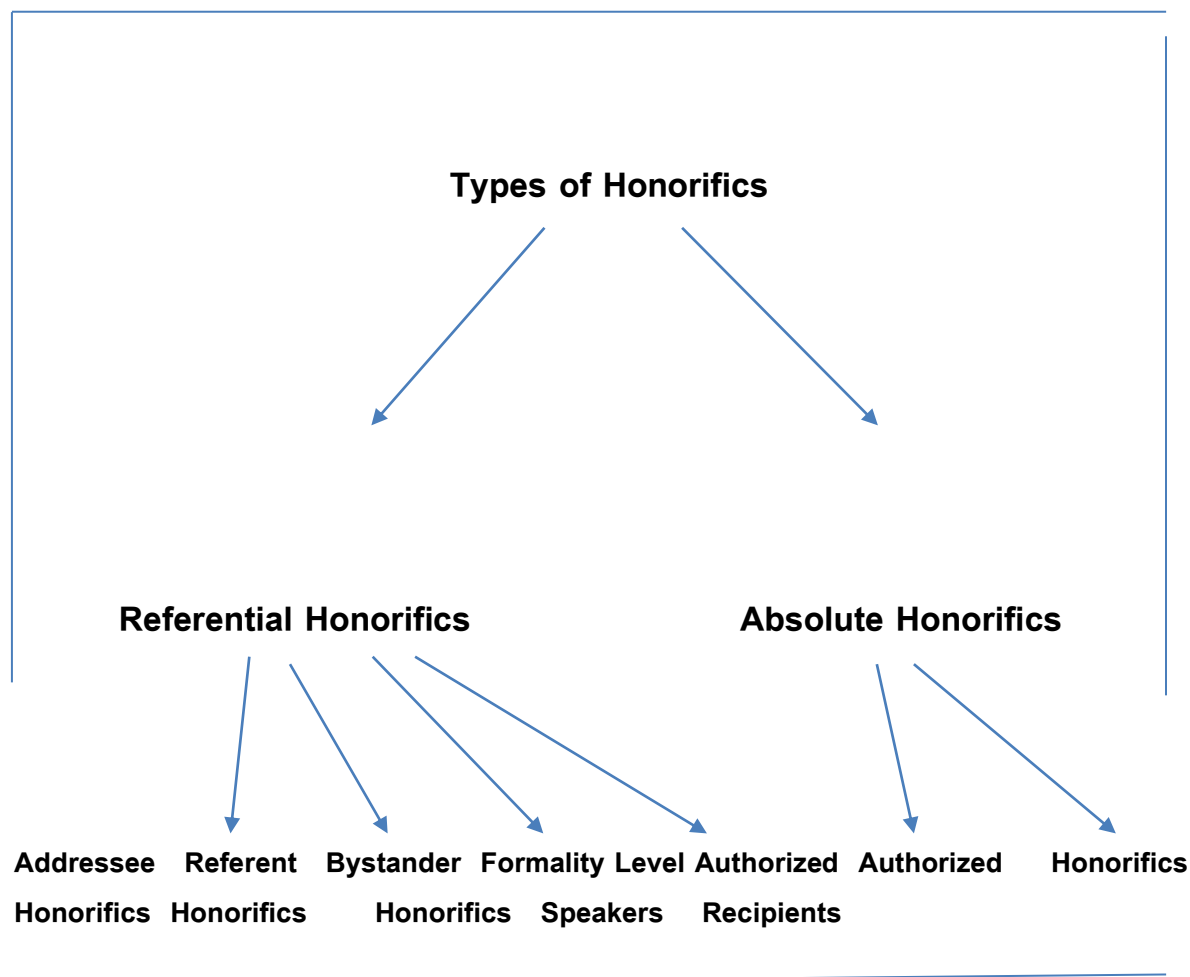 Types of Honorifics
Referential Honorifics Absolute Honorifics
Addressee Referent Bystander Formality Level Authorized Authorized Honorifics
Honorifics Honorifics Honorifics Speakers Recipients